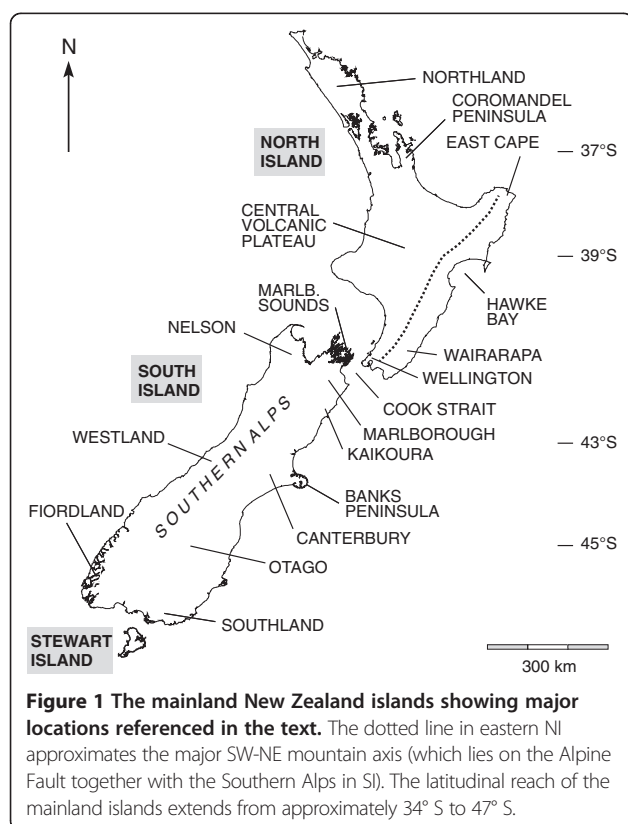 N
NORTHLAND
COROMANDEL
PENINSULA
EAST CAPE
NORTH
ISLAND
37°S
CENTRAL
VOLCANIC
PLATEAU
39°S
MARLB.
SOUNDS
HAWKE
BAY
NELSON
WAIRARAPA
SOUTH
ISLAND
WELLINGTON
COOK STRAIT
MARLBOROUGH
43°S
WESTLAND
KAIKOURA
SOUTHERN ALPS
BANKS
PENINSULA
FIORDLAND
CANTERBURY
45°S
OTAGO
SOUTHLAND
STEWART
ISLAND
300 km
Figure 1 The mainland New Zealand islands showing major
locations referenced in the text. The dotted line in eastern NI
approximates the major SW-NE mountain axis (which lies on the Alpine
Fault together with the Southern Alps in SI). The latitudinal reach of the
mainland islands extends from approximately 34° S to 47° S.